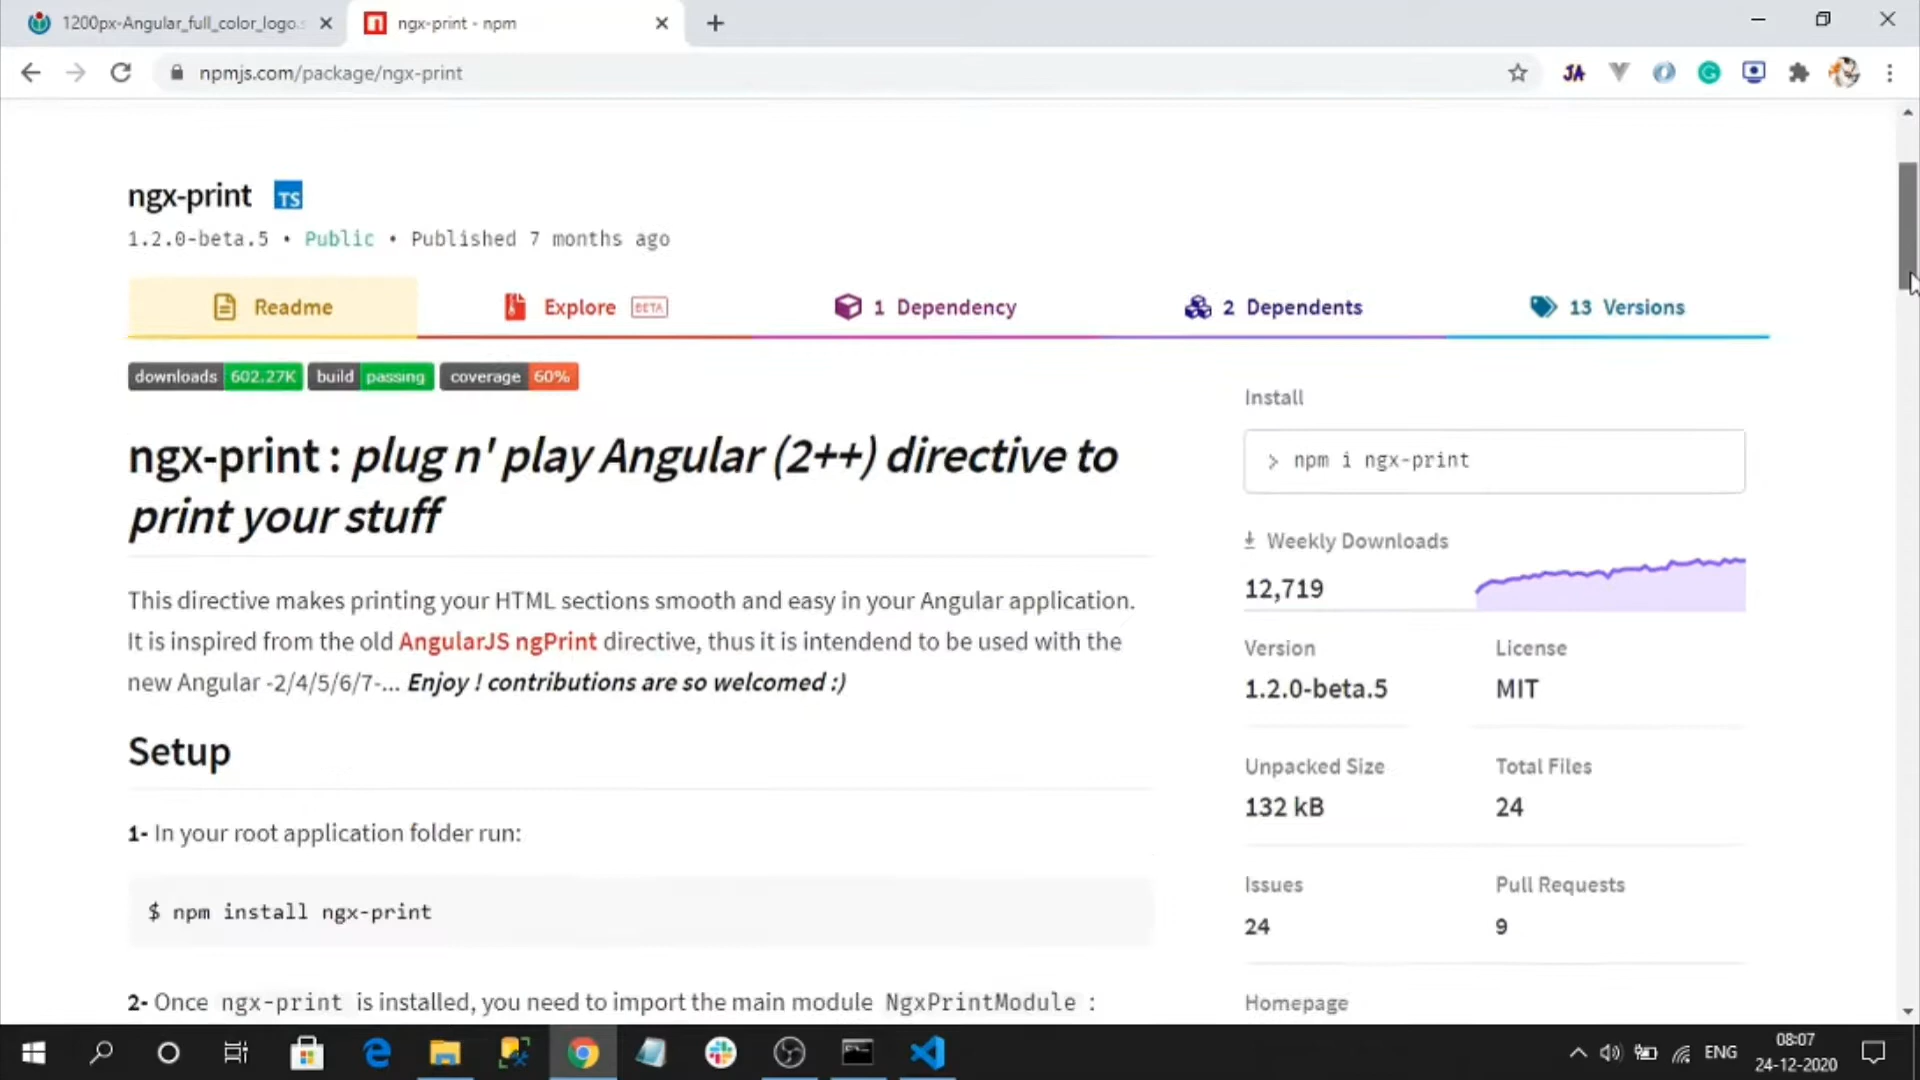 1200px-Angular_full_color_logo.s
ngx-print - npm
npmjs.com/package/ngx-print
JA
ngx-print TS
1.2.0-beta.5 • Public • Published 7 months ago
Readme
Explore BETA
1 Dependency
2 Dependents
13 Versions
downloads 602.27K build passing coverage 60%
ngx-print : plug n' play Angular (2++) directive to
print your stuff
This directive makes printing your HTML sections smooth and easy in your Angular application.
It is inspired from the old AngularJS ngPrint directive, thus it is intendend to be used with the
new Angular -2/4/5/6/7-... Enjoy ! contributions are so welcomed :)
Setup
1- In your root application folder run:
$ npm install ngx-print
2- Once ngx-print is installed, you need to import the main module NgxPrintModule :
Install
> npm i ngx-print
Weekly Downloads
12,719
Version
License
1.2.0-beta.5
MIT
Unpacked Size
Total Files
132 kB
24
Issues
Pull Requests
24
9
Homepage
ENG
08:07
24-12-2020